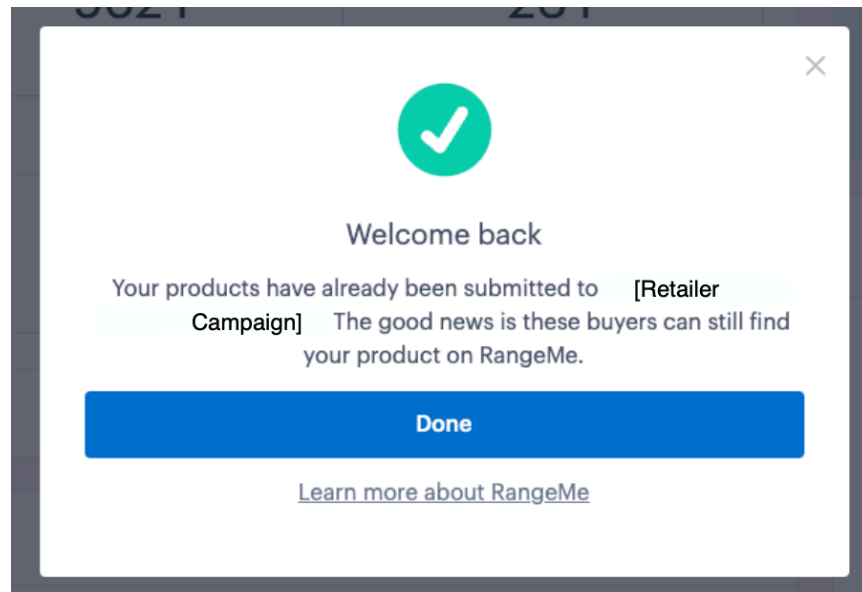 Welcome back
Your products have already been submitted to [Retailer
Campaign] The good news is these buyers can still find
your product on RangeMe.
Done
Learn more about RangeMe